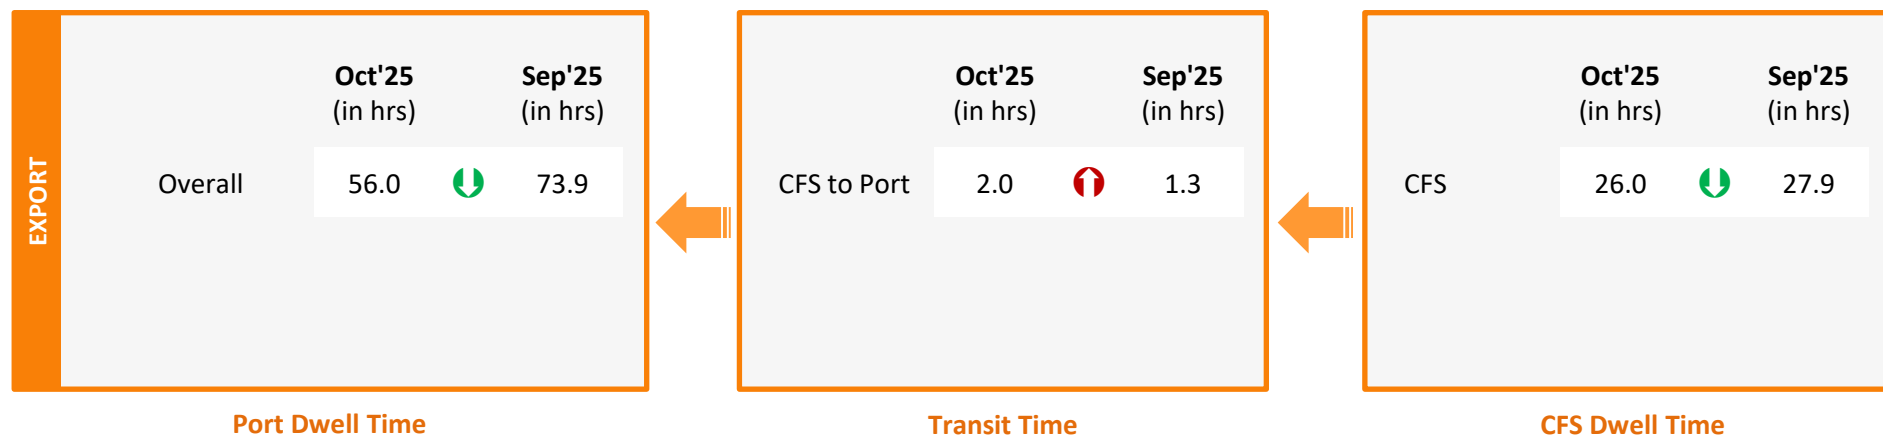 EXPORT
Oct'25 Sep'25
(in hrs) (in hrs)
Overall 56.0 73.9
Port Dwell Time
Oct'25 Sep'25
(in hrs) (in hrs)
CFS to Port 2.0 1.3
Transit Time
Oct'25 Sep'25
(in hrs) (in hrs)
CFS 26.0 27.9
CFS Dwell Time